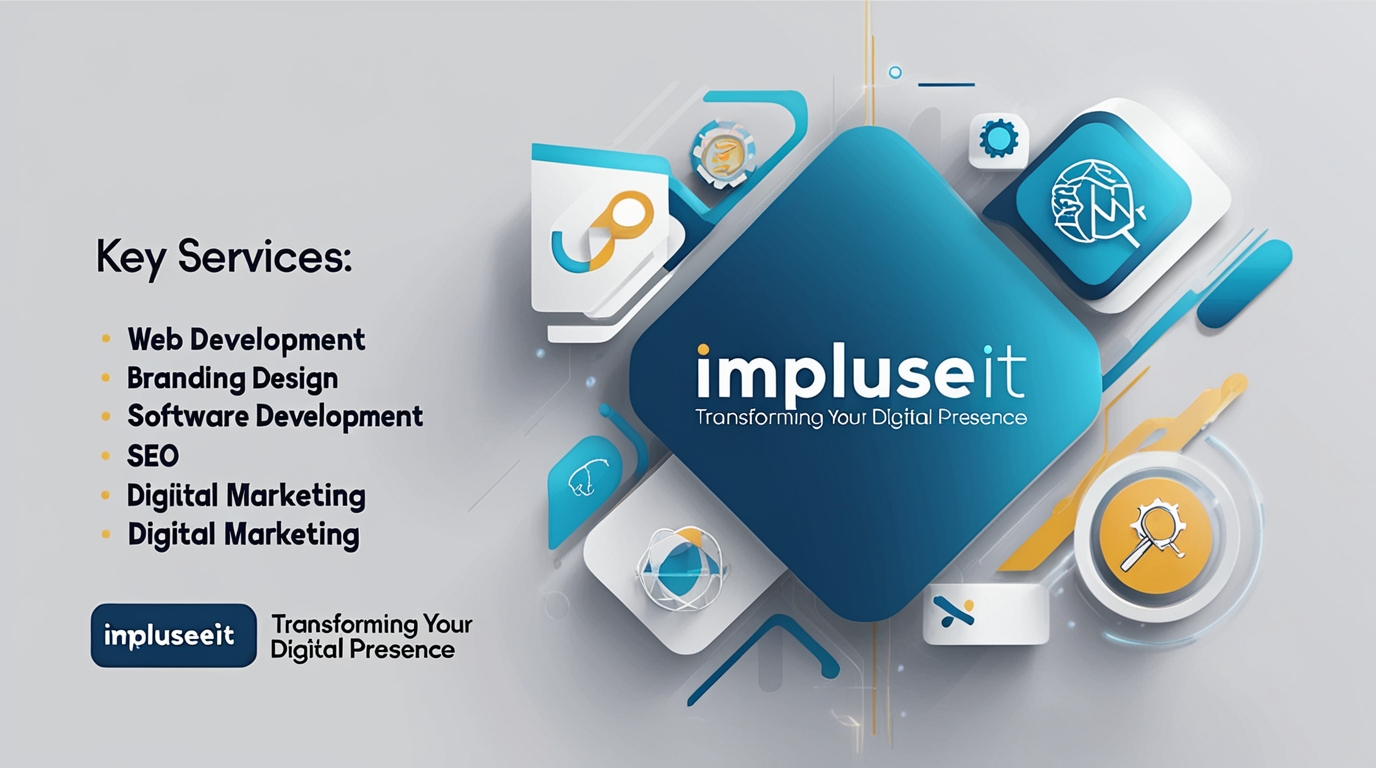 Key Services:
Web Development
Branding Design
Software Development
SEO
Digiital Marketing
Digital Marketing
inpluseeit
Transforming Your
Digital Presence
impluseit
Transforming Your Digital Presence